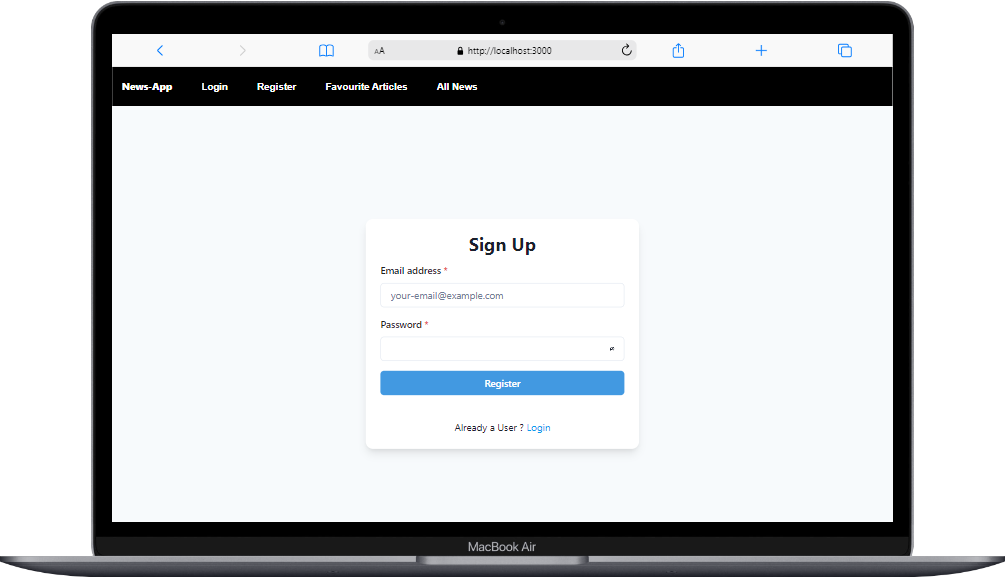 AA http://localhost:3000
News-App Login Register Favourite Articles All News
Sign Up
Email address *
your-email@example.com
Password *
Register
Already a User ? Login
MacBook Air